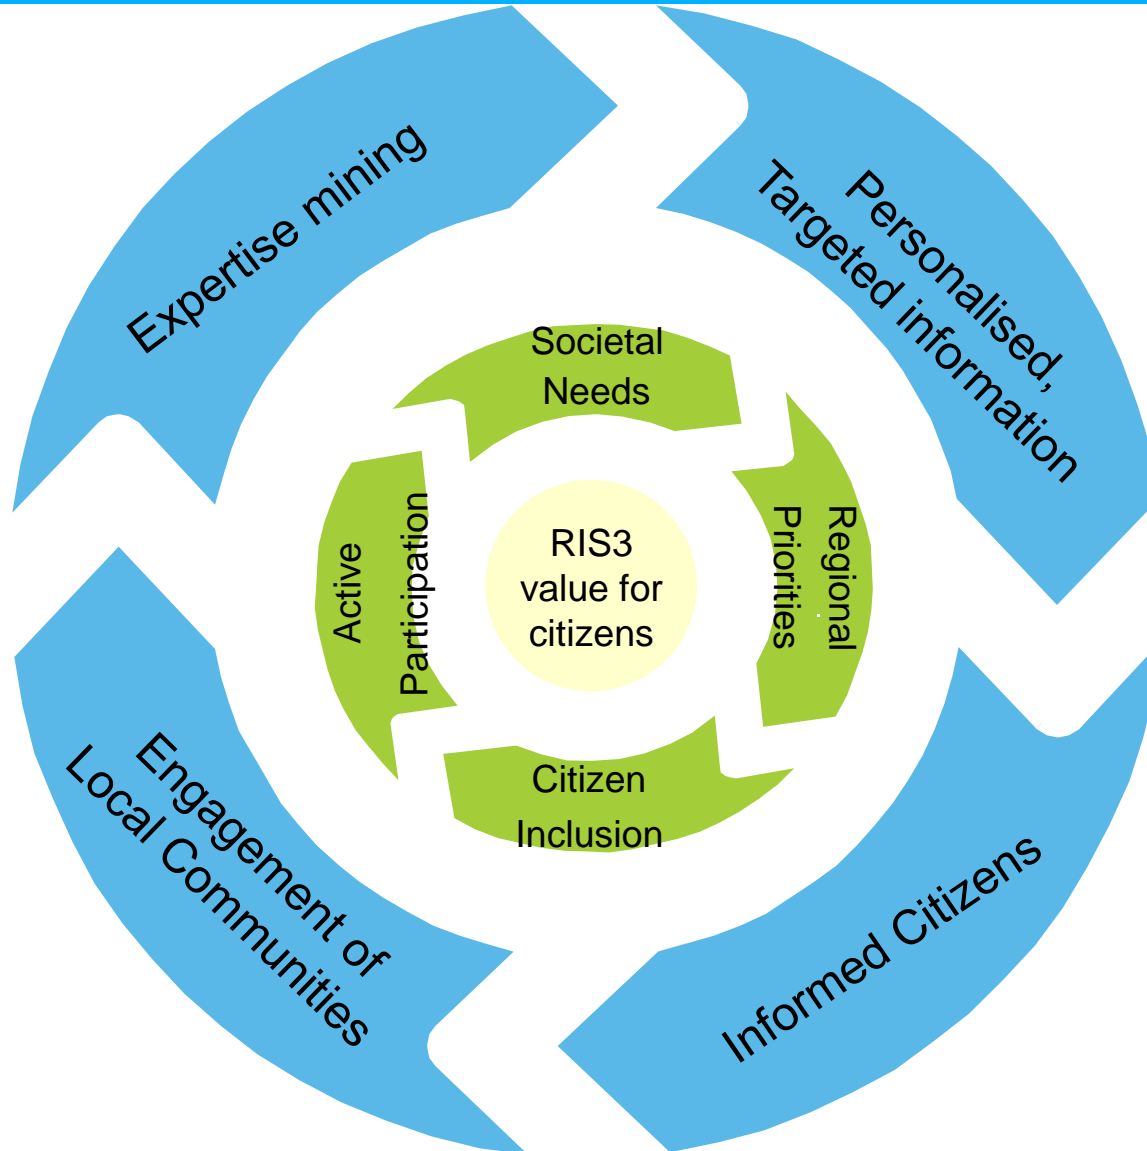 Expertise mining
Personalised,
Targeted information
Societal
Needs
Regional
Priorities
Active
Participation
RIS3
value for
citizens
Citizen
Inclusion
Engagement of
Local Communities
Informed Citizens